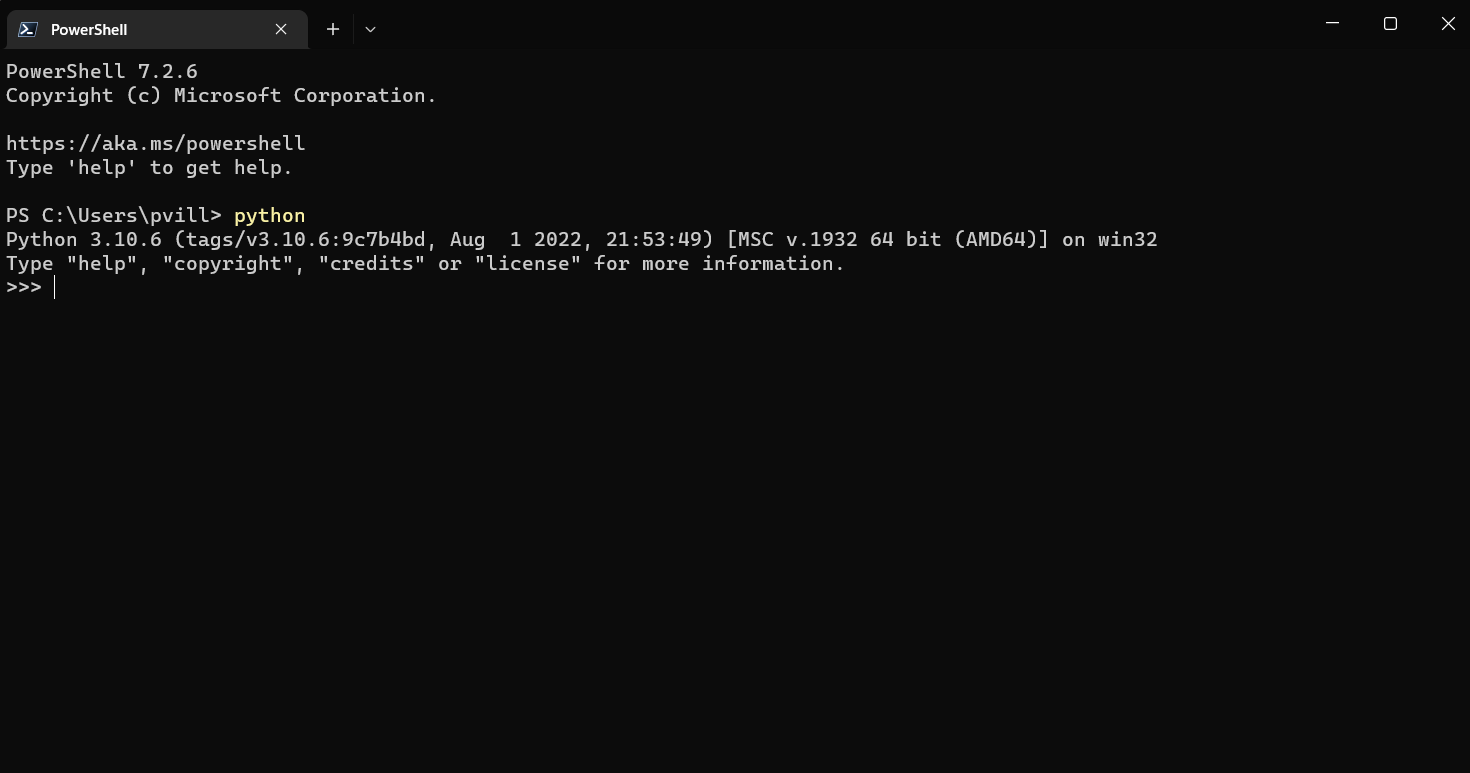 PowerShell
PowerShell 7.2.6
Copyright (c) Microsoft Corporation.
https://aka.ms/powershell
Type 'help' to get help.
PS C:\Users\pvill> python
Python 3.10.6 (tags/v3.10.6:9c7b4bd, Aug  1 2022, 21:53:49) [MSC v.1932 64 bit (AMD64)] on win32
Type "help", "copyright", "credits" or "license" for more information.
>>>